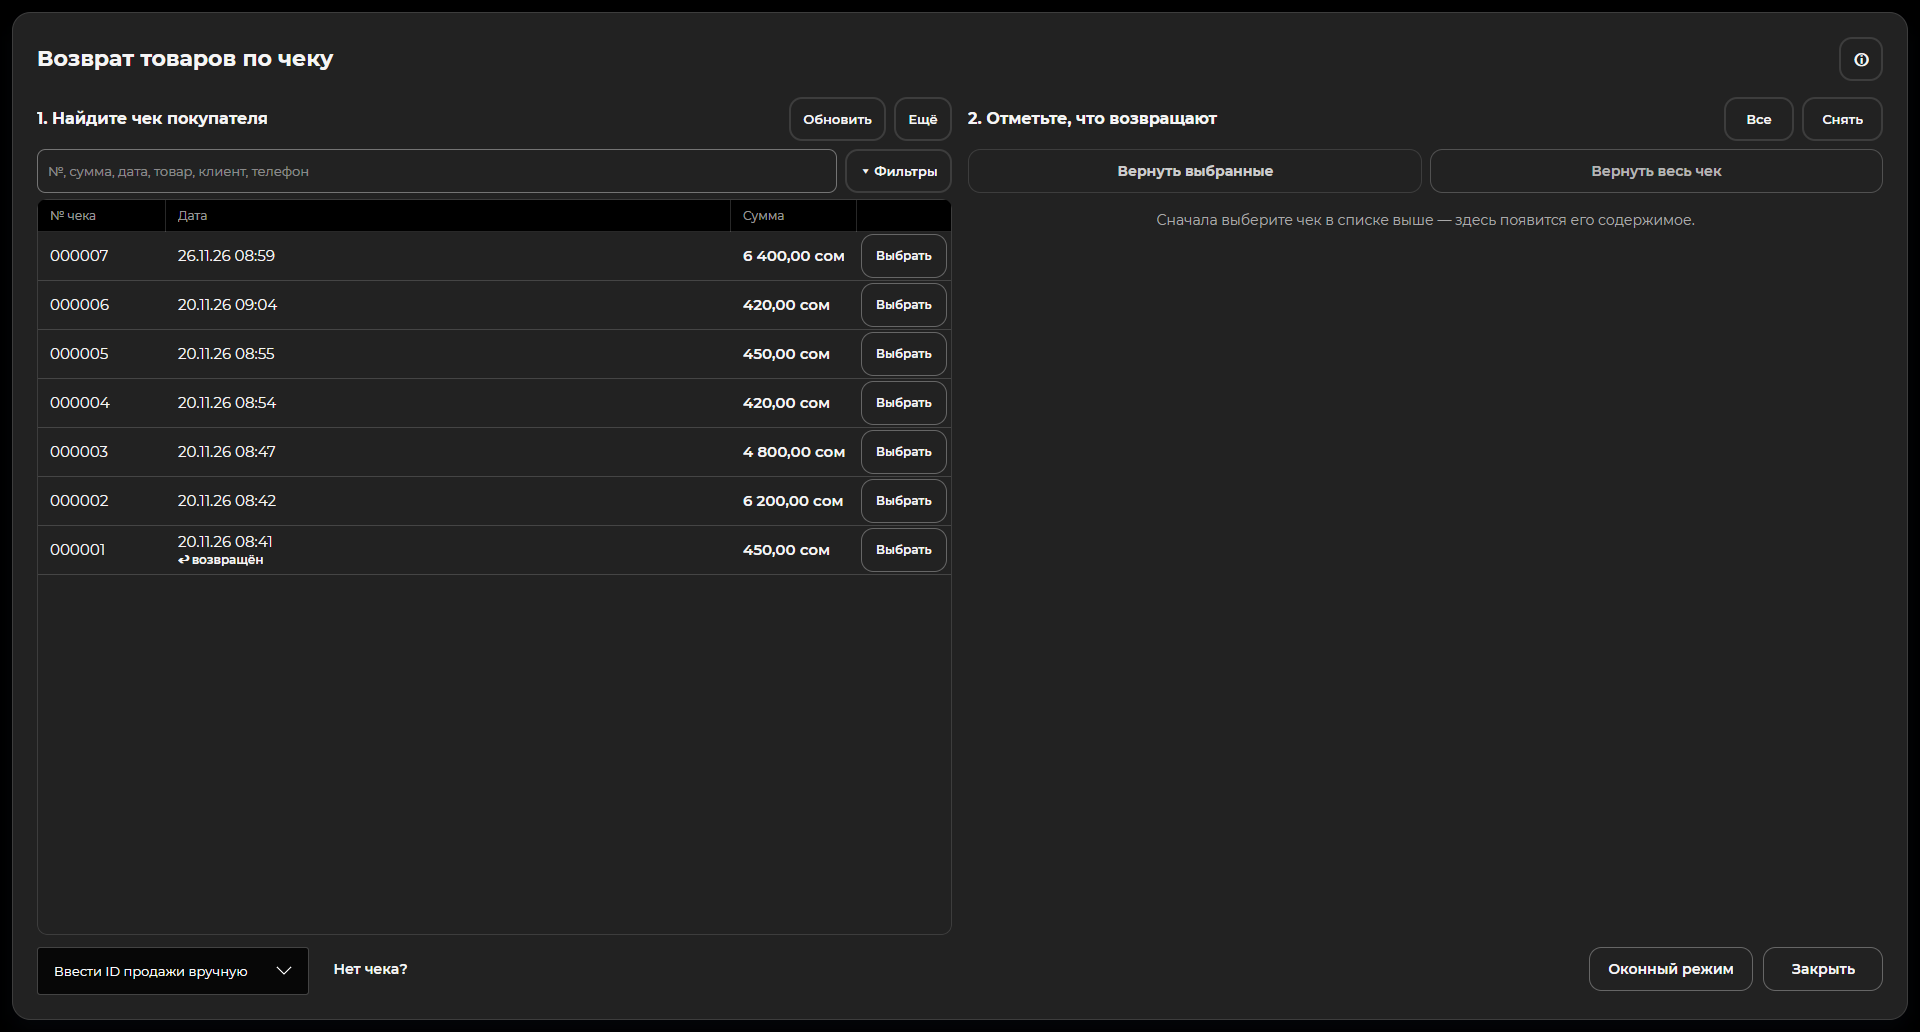 Возврат товаров по чеку
1. Найдите чек покупателя
Обновить
Ещё
№, сумма, дата, товар, клиент, телефон
Фильтры
№ чека Дата Сумма
000007 26.11.26 08:59 6 400,00 сом Выбрать
000006 20.11.26 09:04 420,00 сом Выбрать
000005 20.11.26 08:55 450,00 сом Выбрать
000004 20.11.26 08:54 420,00 сом Выбрать
000003 20.11.26 08:47 4 800,00 сом Выбрать
000002 20.11.26 08:42 6 200,00 сом Выбрать
000001 20.11.26 08:41 450,00 сом Выбрать
возвращён
2. Отметьте, что возвращают
Все
Снять
Вернуть выбранные
Вернуть весь чек
Сначала выберите чек в списке выше — здесь появится его содержимое.
Ввести ID продажи вручную
Нет чека?
Оконный режим
Закрыть